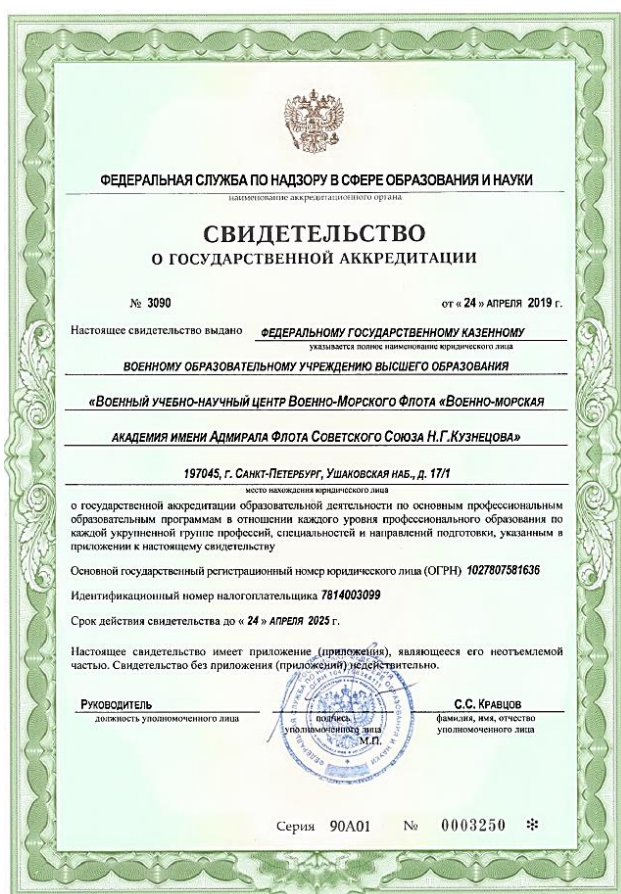 ФЕДЕРАЛЬНАЯ СЛУЖБА ПО НАДЗОРУ В СФЕРЕ ОБРАЗОВАНИЯ И НАУКИ
наименование аккредитационного органа
СВИДЕТЕЛЬСТВО
О ГОСУДАРСТВЕННОЙ АККРЕДИТАЦИИ
№ 3090 от « 24 » АПРЕЛЯ 2019 г.
Настоящее свидетельство выдано ФЕДЕРАЛЬНОМУ ГОСУДАРСТВЕННОМУ КАЗЕННОМУ
указывается полное наименование юридического лица
ВОЕННОМУ ОБРАЗОВАТЕЛЬНОМУ УЧРЕЖДЕНИЮ ВЫСШЕГО ОБРАЗОВАНИЯ
«ВОЕННЫЙ УЧЕБНО-НАУЧНЫЙ ЦЕНТР ВОЕННО-МОРСКОГО ФЛОТА «ВОЕННО-МОРСКАЯ
АКАДЕМИЯ ИМЕНИ АДМИРАЛА ФЛОТА СОВЕТСКОГО СОЮЗА Н.Г.КУЗНЕЦОВА»
197045, г. САНКТ-ПЕТЕРБУРГ, УШАКОВСКАЯ НАБ., Д. 17/1
место нахождения юридического лица
о государственной аккредитации образовательной деятельности по основным профессиональным
образовательным программам в отношении каждого уровня профессионального образования по
каждой укрупненной группе профессий, специальностей и направлений подготовки, указанным в
приложении к настоящему свидетельству
Основной государственный регистрационный номер юридического лица (ОГРН) 1027807581636
Идентификационный номер налогоплательщика 7814003099
Срок действия свидетельства до « 24 » АПРЕЛЯ 2025 г.
Настоящее свидетельство имеет приложение (приложения), являющееся его неотъемлемой
частью. Свидетельство без приложения (приложений) недействительно.
РУКОВОДИТЕЛЬ С.С. КРАВЦОВ
должность уполномоченного лица подпись фамилия, имя, отчество
уполномоченного лица уполномоченного лица
М.П.
Серия 90А01 № 0003250 *